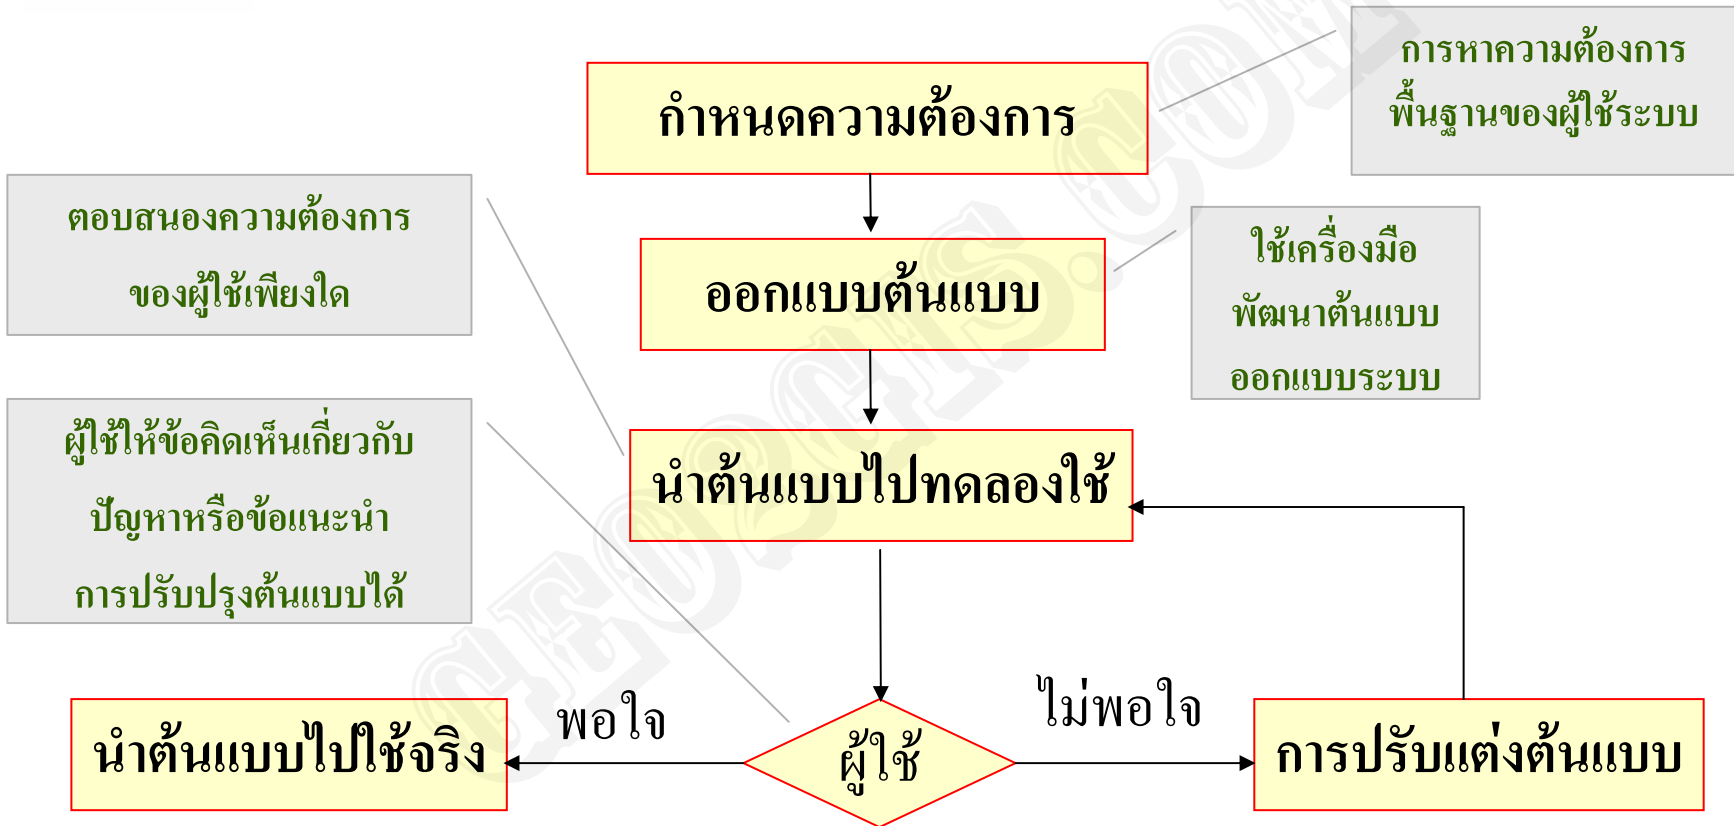 การหาความต้องการ
พื้นฐานของผู้ใช้ระบบ
กำหนดความต้องการ
ตอบสนองความต้องการ
ของผู้ใช้เพียงใด
ใช้เครื่องมือ
พัฒนาต้นแบบ
ออกแบบระบบ
ออกแบบต้นแบบ
ผู้ใช้ให้ข้อคิดเห็นเกี่ยวกับ
ปัญหาหรือข้อแนะนำ
การปรับปรุงต้นแบบได้
นำต้นแบบไปทดลองใช้
นำต้นแบบไปใช้จริง
พอใจ
ผู้ใช้
ไม่พอใจ
การปรับแต่งต้นแบบ
GEO2GIS.COM